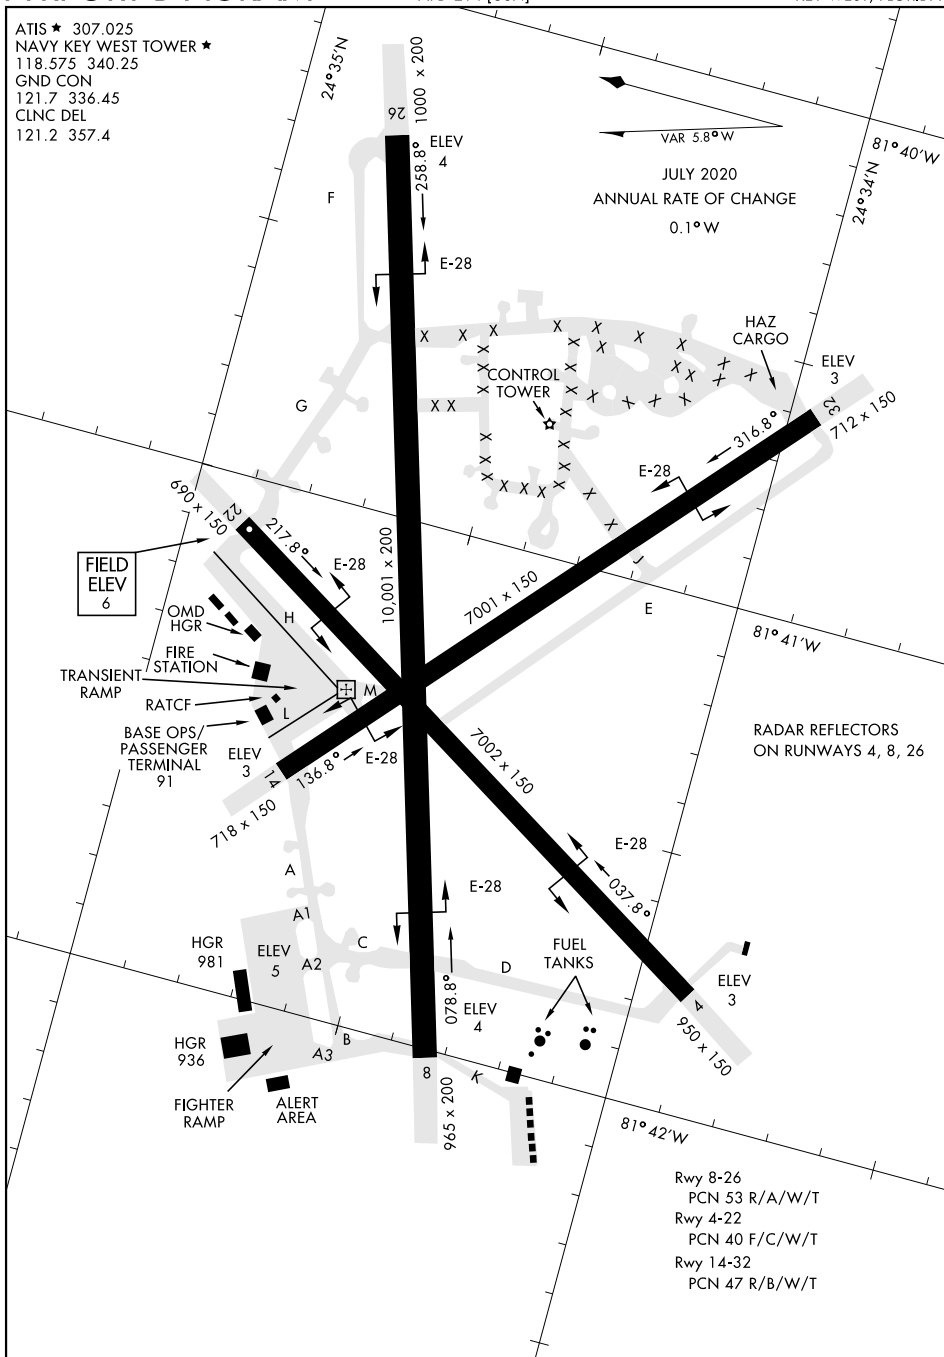 ATIS ★ 307.025
NAVY KEY WEST TOWER ★
118.575 340.25
GND CON
121.7 336.45
CLNC DEL
121.2 357.4
24°35'N
1000 x 200
26
ELEV
4
258.8°
F
E-28
VAR 5.8° W
JULY 2020
ANNUAL RATE OF CHANGE
0.1° W
81°40'W
24°34'N
X X X X X X X X
CONTROL
TOWER
HAZ
CARGO
ELEV
3
32
712 x 150
316.8°
E-28
G
690 x 150
22
217.8°
E-28
FIELD
ELEV
6
10,001 x 200
7001 x 150
J
E
81°41'W
H
OMD
HGR
FIRE
STATION
TRANSIENT
RAMP
RATCF
M
L
BASE OPS/
PASSENGER
TERMINAL
91
ELEV
3
14
136.8°
E-28
718 x 150
7002 x 150
RADAR REFLECTORS
ON RUNWAYS 4, 8, 26
E-28
037.8°
A
A1
E-28
HGR
981
ELEV
5
A2
C
D
FUEL
TANKS
078.8°
ELEV
4
ELEV
3
4
950 x 150
HGR
936
A3
B
8
K
965 x 200
FIGHTER
RAMP
ALERT
AREA
81°42'W
Rwy 8-26
PCN 53 R/A/W/T
Rwy 4-22
PCN 40 F/C/W/T
Rwy 14-32
PCN 47 R/B/W/T